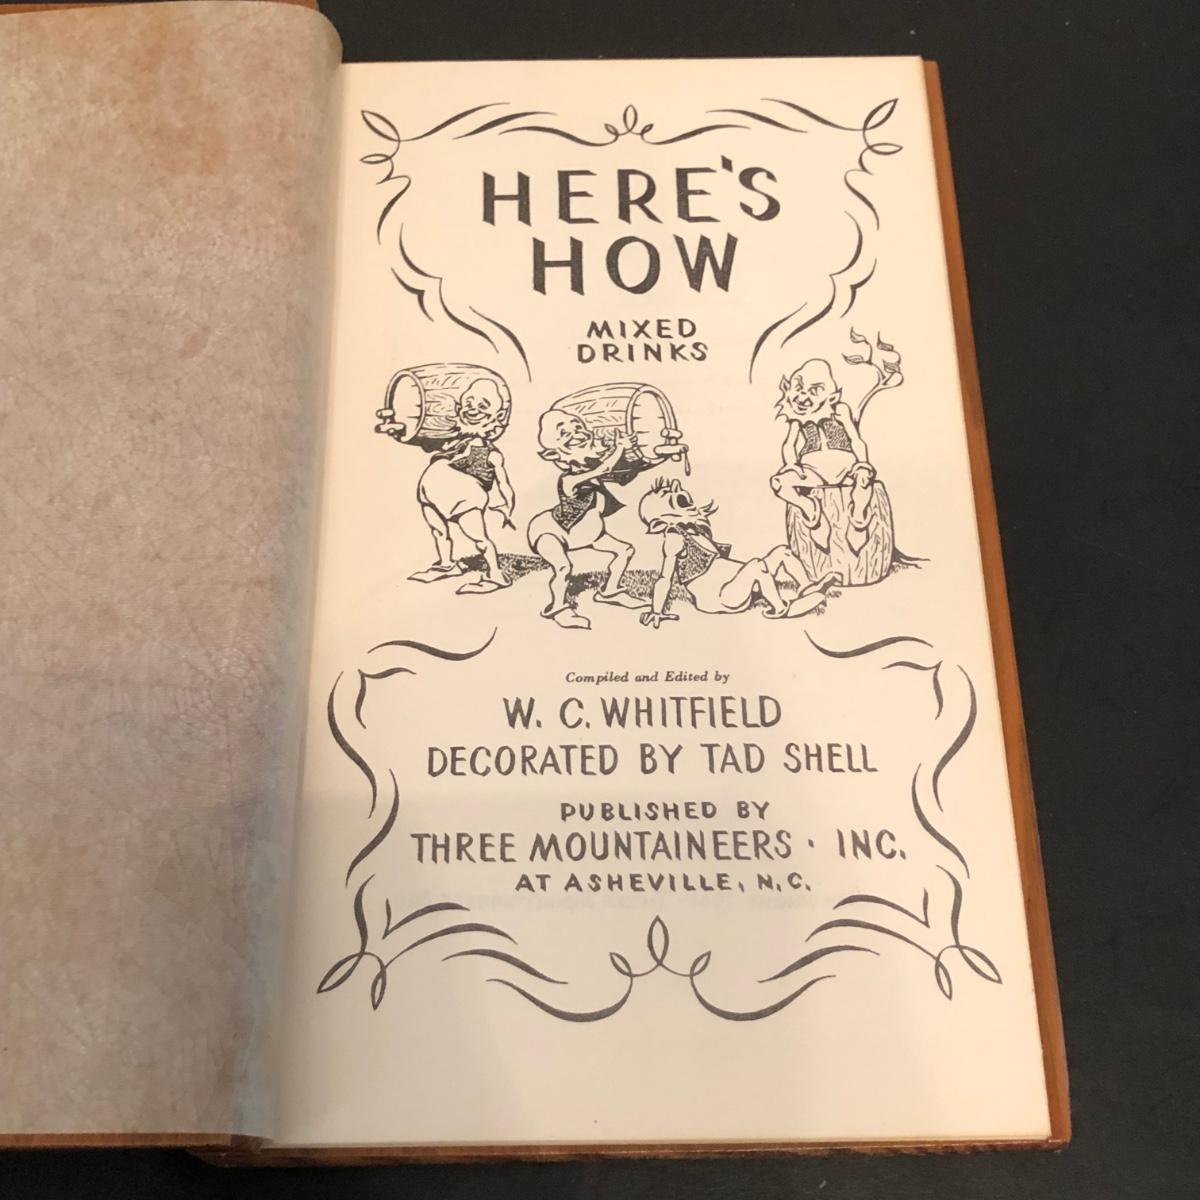 HERE'S
HOW
MIXED
DRINKS
Compiled and Edited by
W. C. WHITFIELD
DECORATED BY TAD SHELL
PUBLISHED BY
THREE MOUNTAINEERS · INC.
AT ASHEVILLE, N.C.